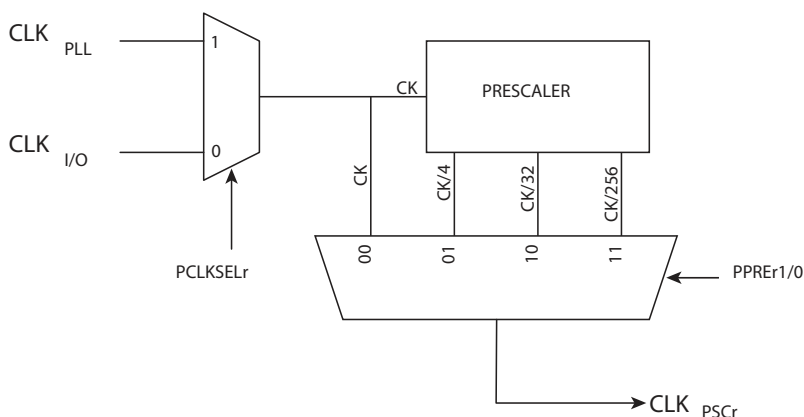 CLK PLL
1
CK
PRESCALER
CLK I/O
0
CK
CK/4
CK/32
CK/256
00
01
10
11
PCLKSELr
PPREr1/0
CLK PSCr